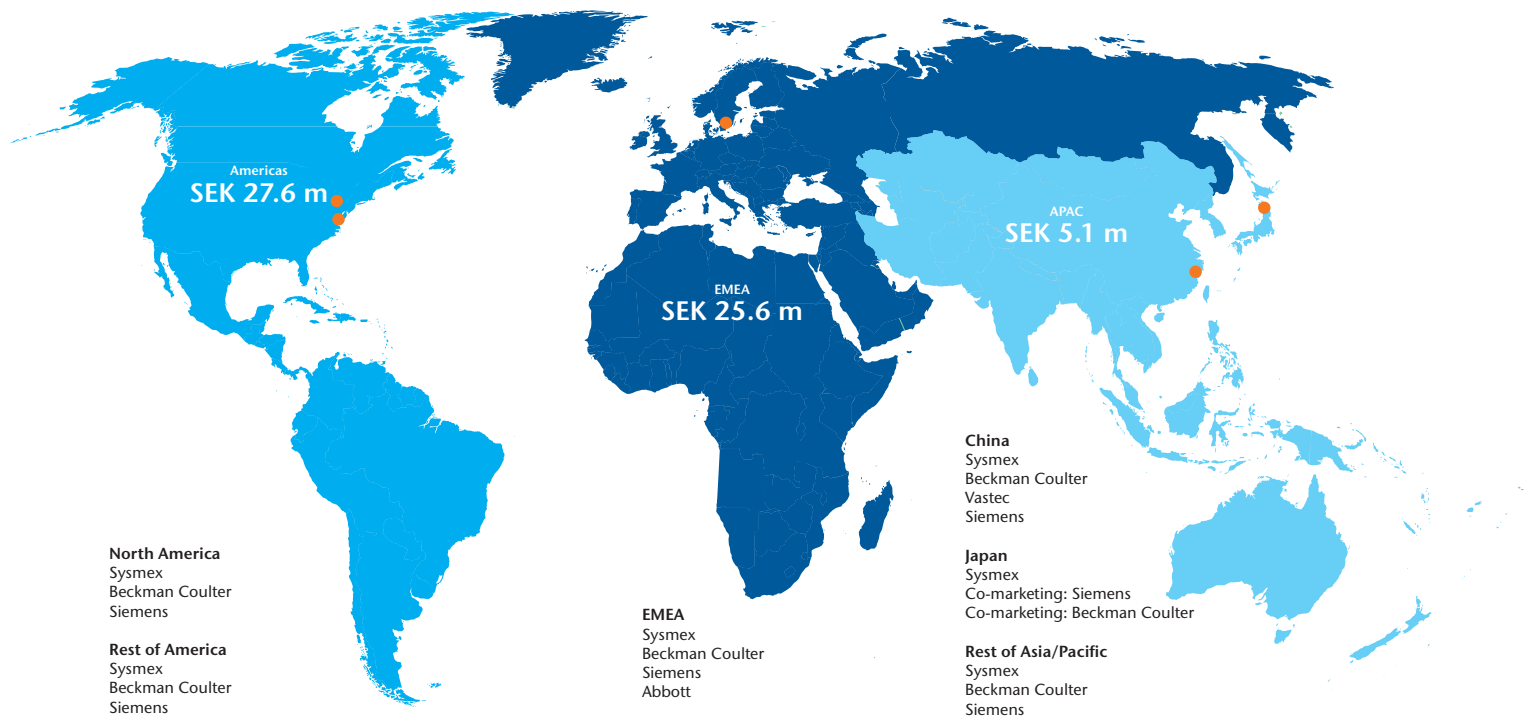 Americas
SEK 27.6 m
EMEA
SEK 25.6 m
APAC
SEK 5.1 m
North America
Sysmex
Beckman Coulter
Siemens
Rest of America
Sysmex
Beckman Coulter
Siemens
EMEA
Sysmex
Beckman Coulter
Siemens
Abbott
China
Sysmex
Beckman Coulter
Vastec
Siemens
Japan
Sysmex
Co-marketing: Siemens
Co-marketing: Beckman Coulter
Rest of Asia/Pacific
Sysmex
Beckman Coulter
Siemens